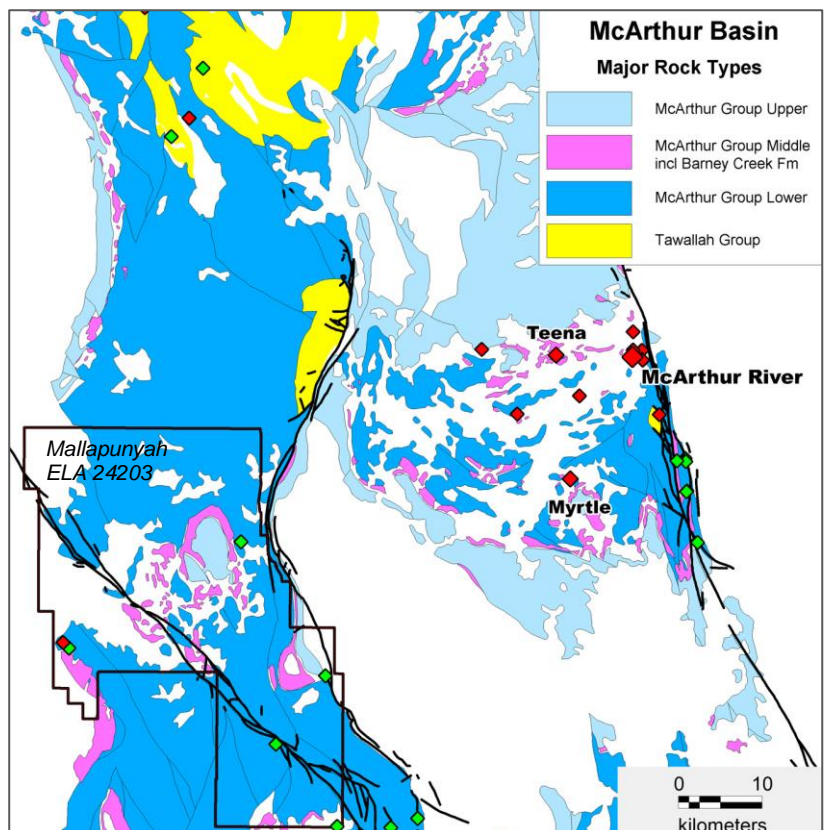 McArthur Basin
Major Rock Types
McArthur Group Upper
McArthur Group Middle
incl Barney Creek Fm
McArthur Group Lower
Tawallah Group
Teena
McArthur River
Mallapunyah
ELA 24203
Myrtle
0 10
kilometers